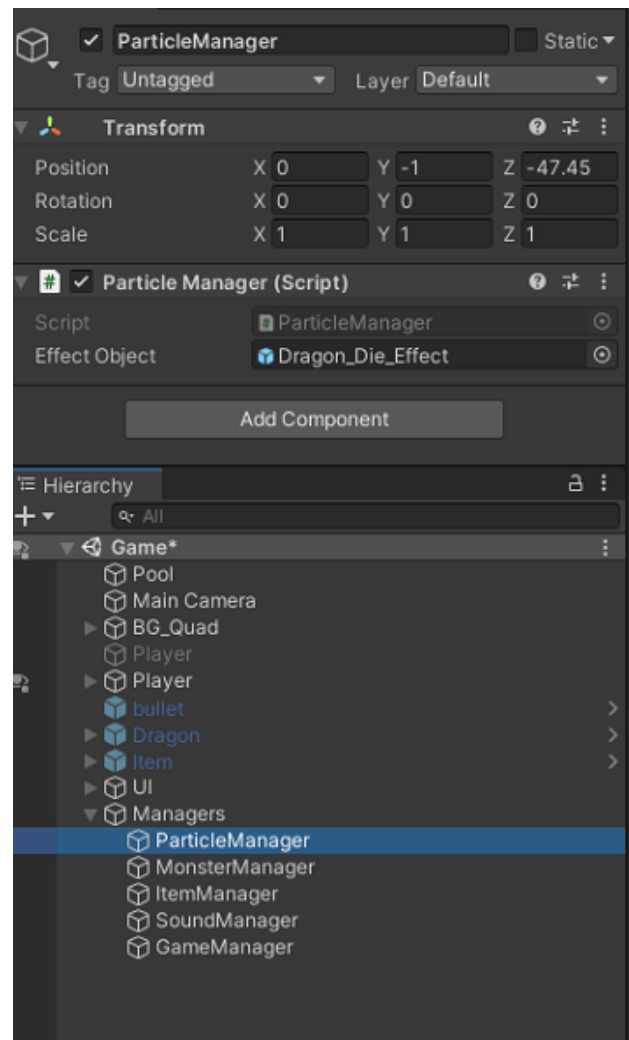 ParticleManager Static
Tag Untagged Layer Default
Transform
Position X 0 Y -1 Z -47.45
Rotation X 0 Y 0 Z 0
Scale X 1 Y 1 Z 1
# Particle Manager (Script)
Script ParticleManager
Effect Object Dragon_Die_Effect
Add Component
Hierarchy
+ All
Game*
Pool
Main Camera
BG_Quad
Player
Player
bullet
Dragon
Item
UI
Managers
ParticleManager
MonsterManager
ItemManager
SoundManager
GameManager